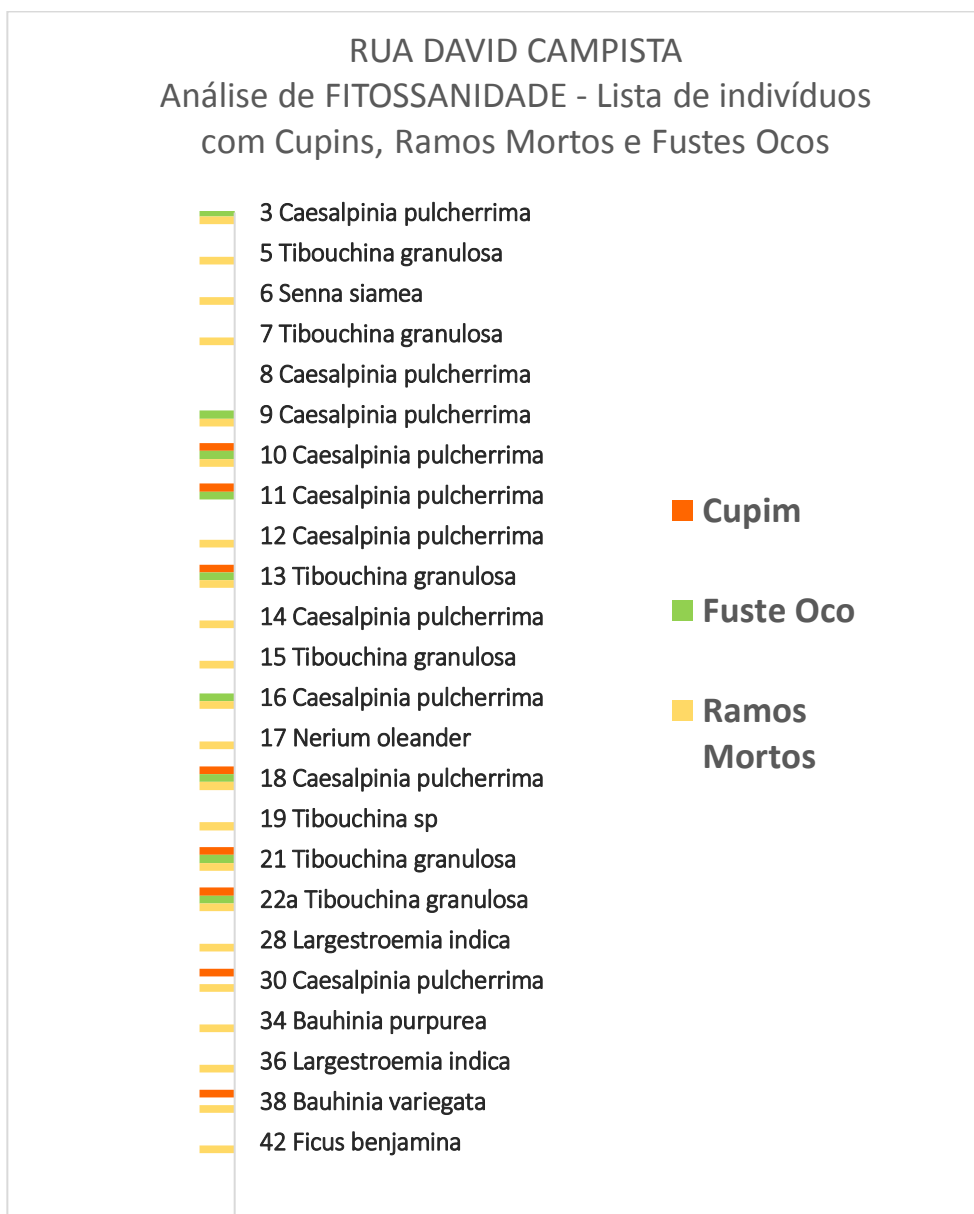 RUA DAVID CAMPISTA
Análise de FITOSSANIDADE - Lista de indivíduos
com Cupins, Ramos Mortos e Fustes Ocos
3 Caesalpinia pulcherrima
5 Tibouchina granulosa
6 Senna siamea
7 Tibouchina granulosa
8 Caesalpinia pulcherrima
9 Caesalpinia pulcherrima
10 Caesalpinia pulcherrima
11 Caesalpinia pulcherrima
12 Caesalpinia pulcherrima
13 Tibouchina granulosa
14 Caesalpinia pulcherrima
15 Tibouchina granulosa
16 Caesalpinia pulcherrima
17 Nerium oleander
18 Caesalpinia pulcherrima
19 Tibouchina sp
21 Tibouchina granulosa
22a Tibouchina granulosa
28 Largestroemia indica
30 Caesalpinia pulcherrima
34 Bauhinia purpurea
36 Largestroemia indica
38 Bauhinia variegata
42 Ficus benjamina
Cupim
Fuste Oco
Ramos
Mortos